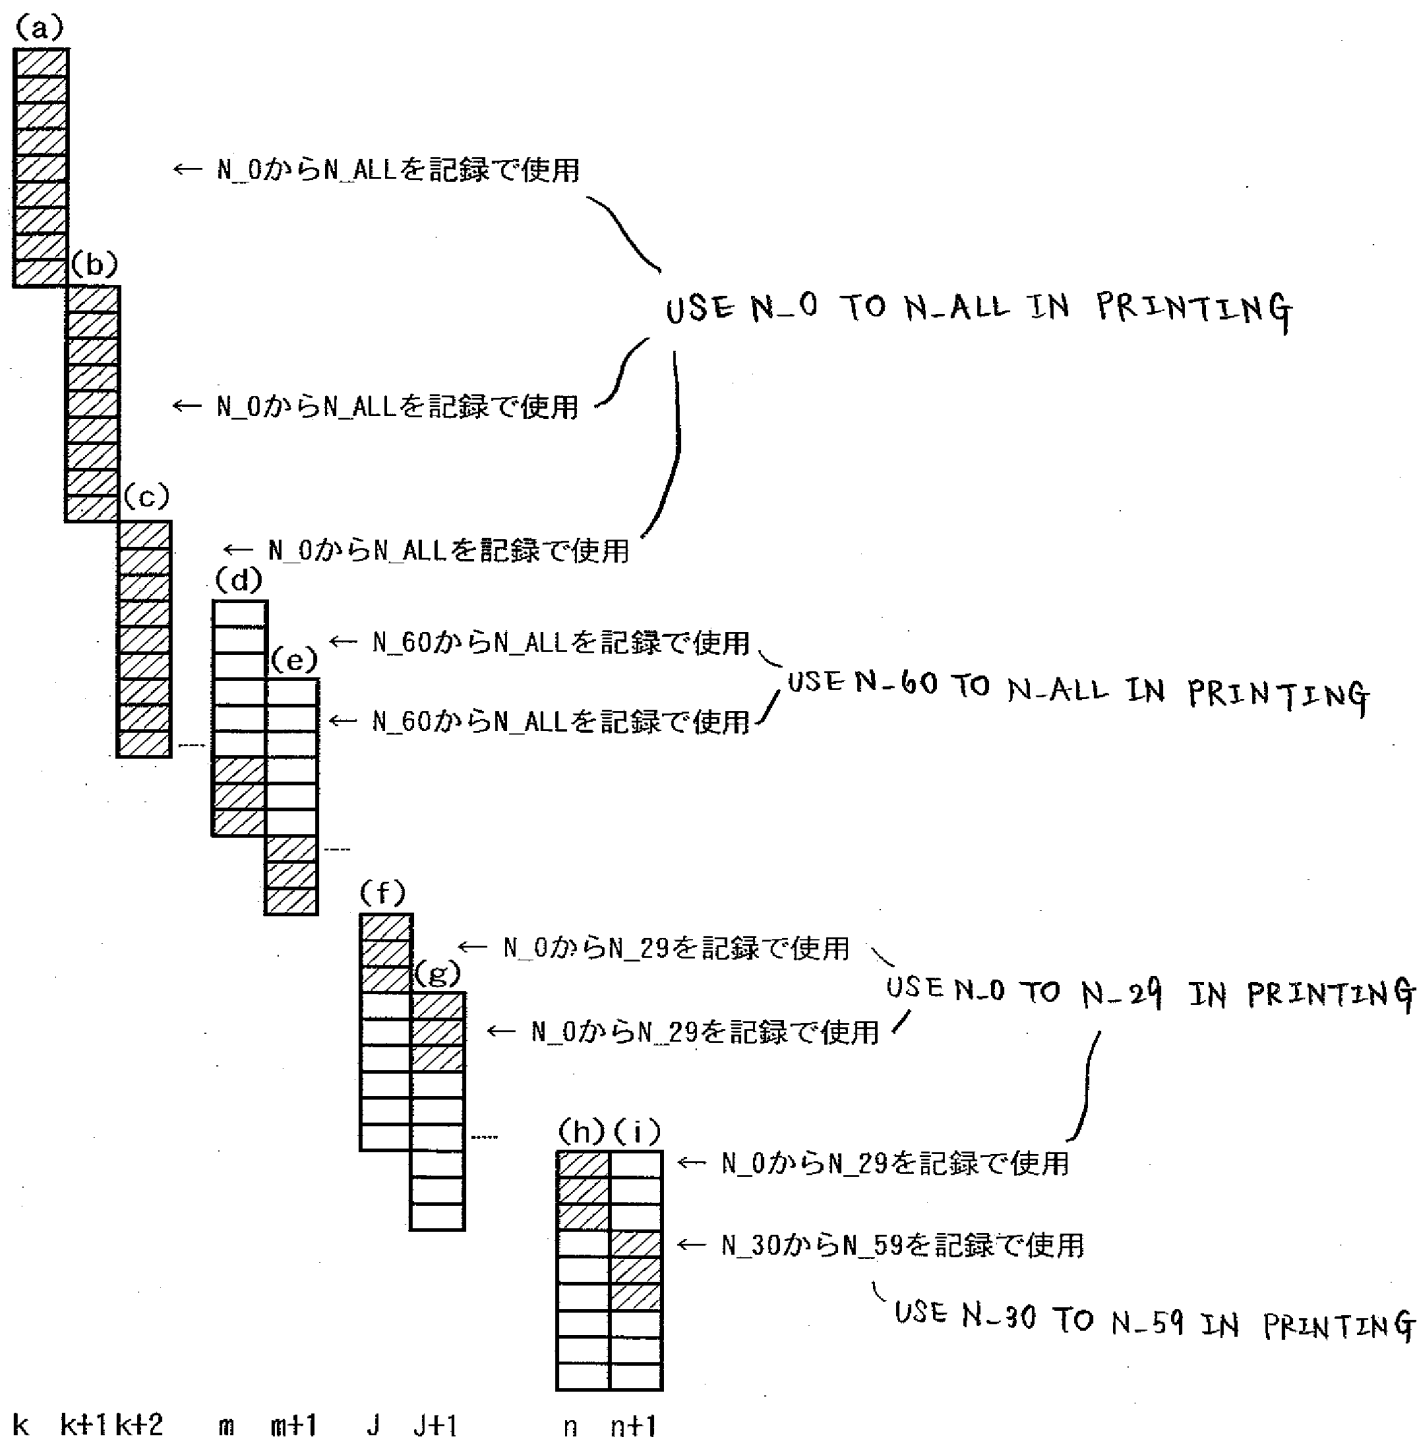 (a)
← N_0からN_ALLを記録で使用
(b)
USE N_0 TO N_ALL IN PRINTING
← N_0からN_ALLを記録で使用
(c)
← N_0からN_ALLを記録で使用
(d)
← N_60からN_ALLを記録で使用
(e)
USE N_60 TO N_ALL IN PRINTING
← N_60からN_ALLを記録で使用
(f)
← N_0からN_29を記録で使用
(g)
USE N_0 TO N_29 IN PRINTING
← N_0からN_29を記録で使用
(h) (i)
← N_0からN_29を記録で使用
← N_30からN_59を記録で使用
USE N_30 TO N_59 IN PRINTING
k k+1 k+2 m m+1 J J+1 n n+1